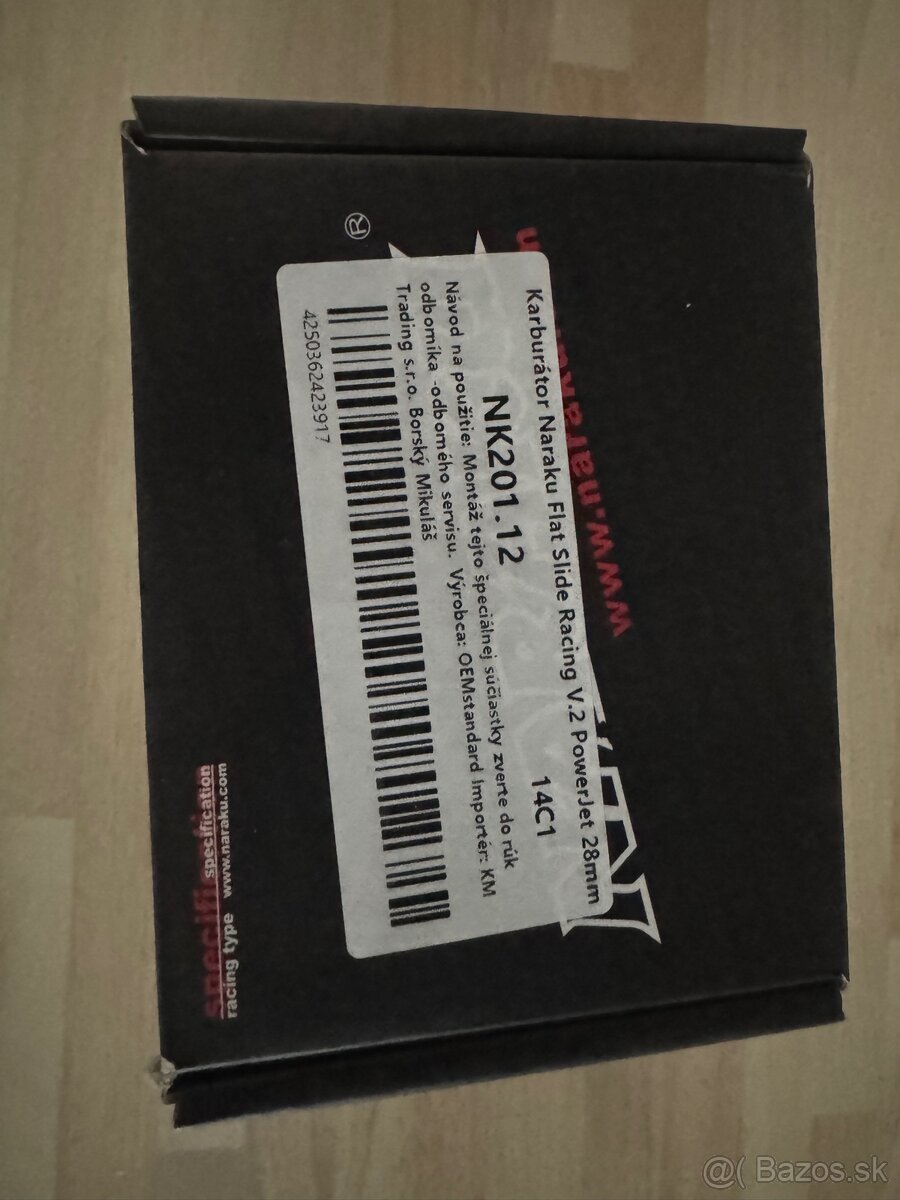 Karburátor Naraku Flat Slide Racing V.2 PowerJet 28mm
NK201.12
14C1
Návod na použitie: Montáž tejto špeciálnej súčiastky zverte do rúk
odborníka -odborného servisu. Výrobca: OEMstandard Importér: KM
Trading s.r.o. Borský Mikuláš
4250362423917
®
specification
racing type www.naraku.com
@( Bazos.sk